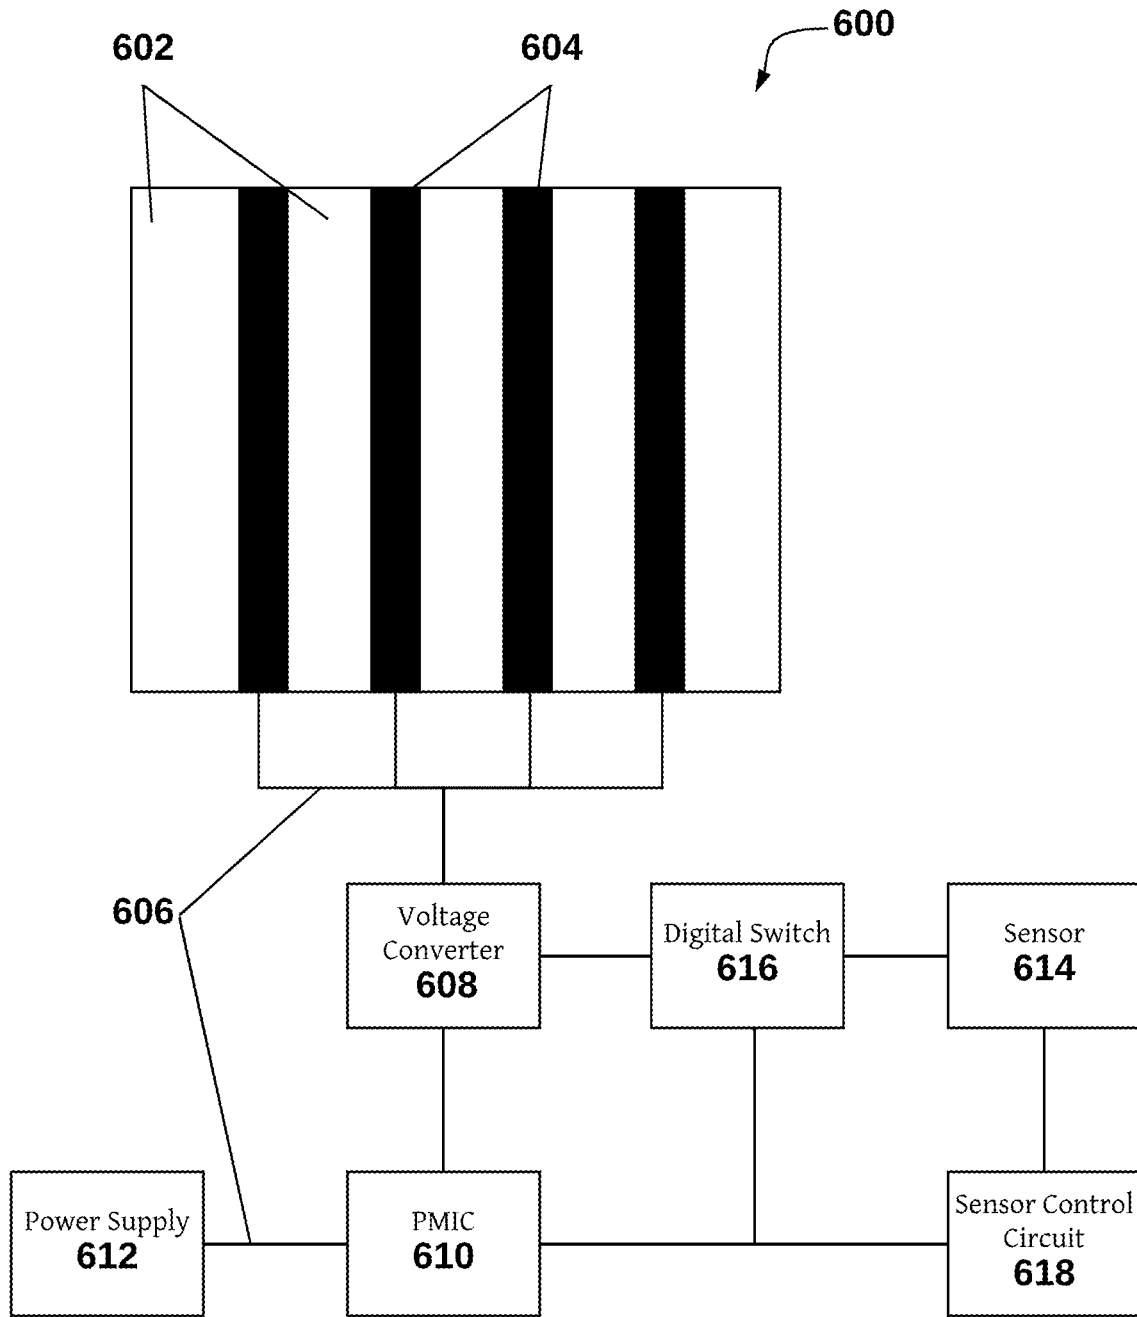 600
602
604
606
Voltage
Converter
608
Digital Switch
616
Sensor
614
Power Supply
612
PMIC
610
Sensor Control
Circuit
618